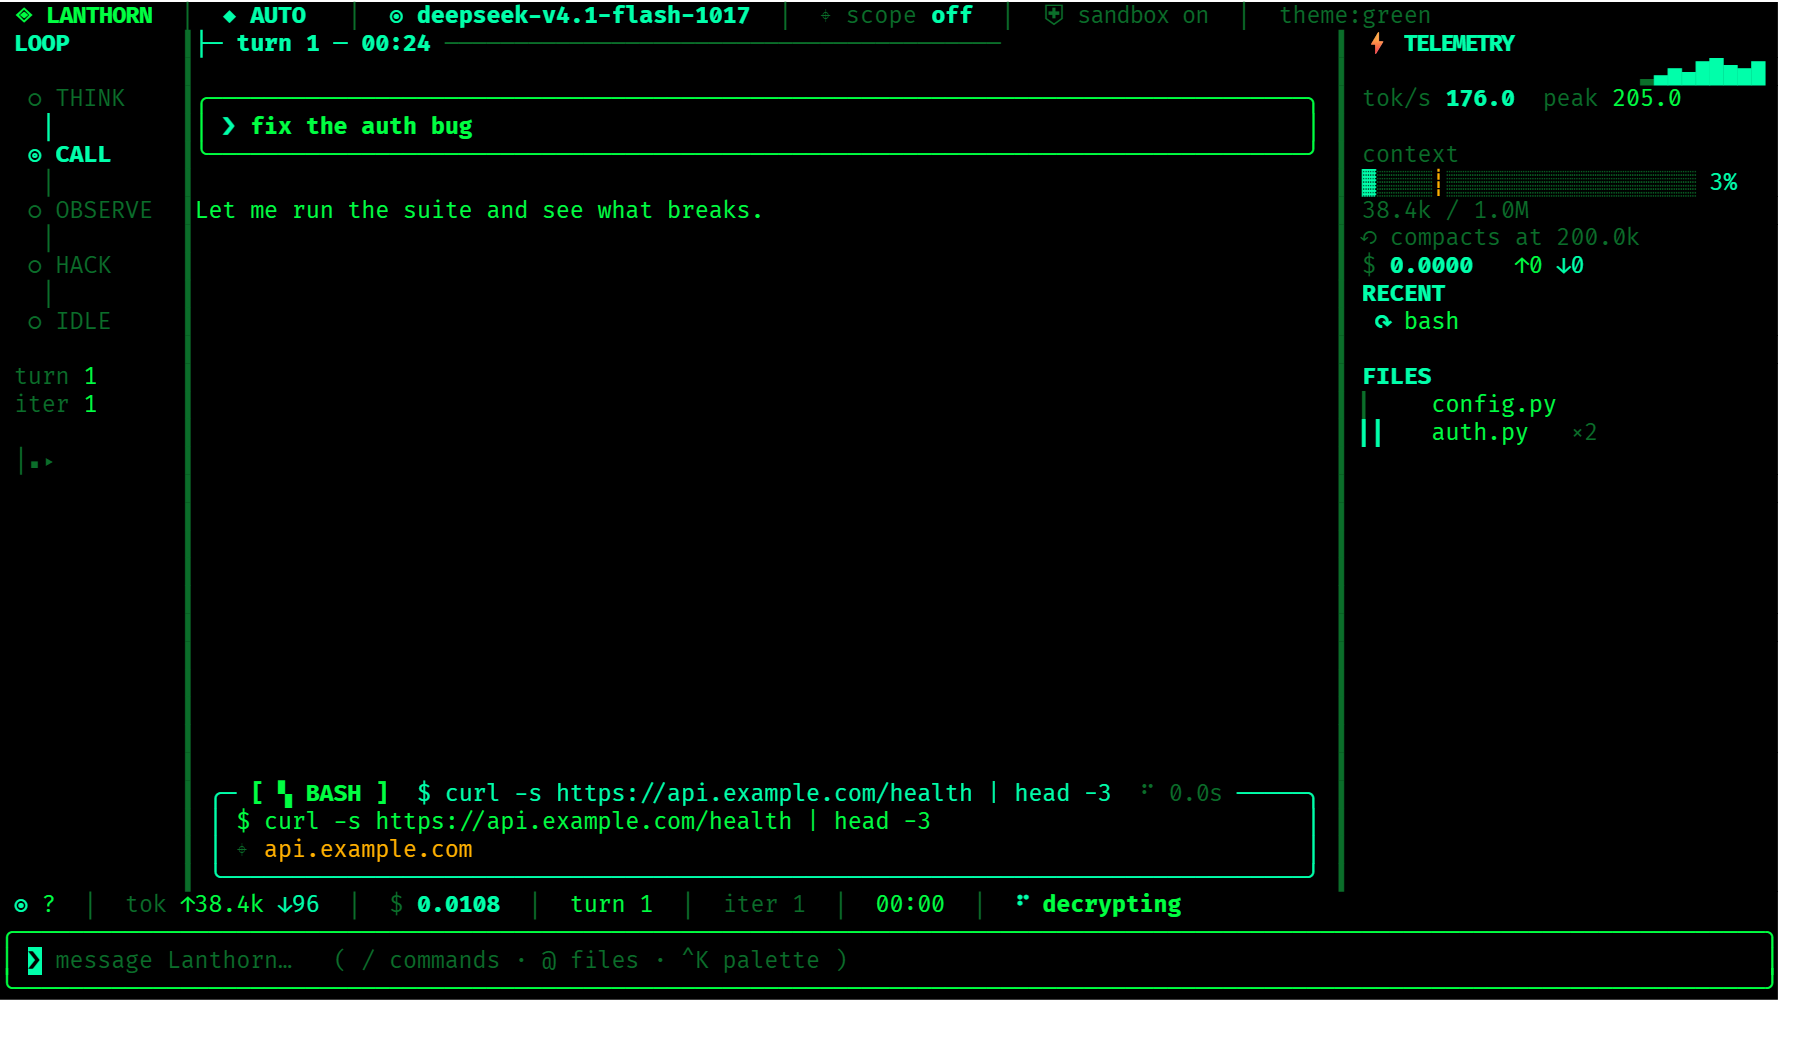 ◈ LANTHORN │ ◆ AUTO │ ◉ deepseek-v4.1-flash-1017 │ ⌖ scope off │ ⛨ sandbox on │ theme:green
LOOP
├─ turn 1 — 00:24
⚡ TELEMETRY
○ THINK
tok/s 176.0 peak 205.0
❯ fix the auth bug
◉ CALL
context
3%
○ OBSERVE
Let me run the suite and see what breaks.
38.4k / 1.0M
⟲ compacts at 200.0k
○ HACK
$ 0.0000 ↑0 ↓0
RECENT
○ IDLE
⟳ bash
turn 1
FILES
iter 1
config.py
auth.py ×2
[ ▚ BASH ] $ curl -s https://api.example.com/health | head -3 0.0s
$ curl -s https://api.example.com/health | head -3
⌖ api.example.com
◉ ? │ tok ↑38.4k ↓96 │ $ 0.0108 │ turn 1 │ iter 1 │ 00:00 │ decrypting
❯ message Lanthorn… ( / commands · @ files · ^K palette )